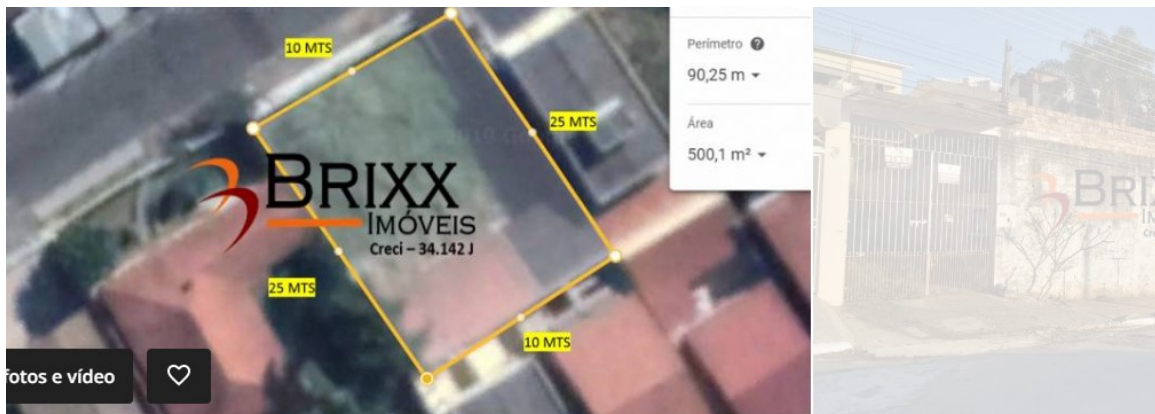 10 MTS
25 MTS
BRIXX
IMÓVEIS
Creci – 34.142 J
25 MTS
10 MTS
Perímetro
90,25 m
Área
500,1 m²
fotos e vídeo
BRIX